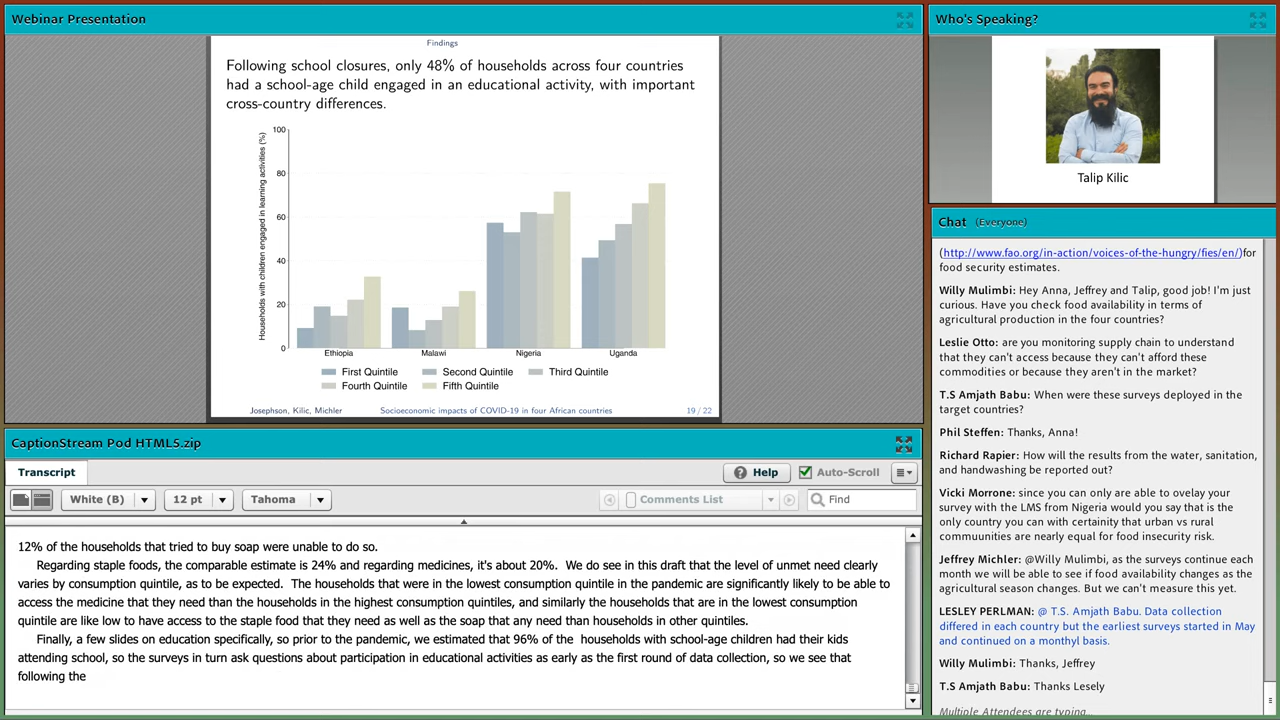 Webinar Presentation
Findings
Following school closures, only 48% of households across four countries
had a school-age child engaged in an educational activity, with important
cross-country differences.
Households with children engaged in learning activities (%)
100
80
60
40
20
0
Ethiopia Malawi Nigeria Uganda
First Quintile Second Quintile Third Quintile
Fourth Quintile Fifth Quintile
Josephson, Kilic, Michler Socioeconomic impacts of COVID-19 in four African countries 19 / 22
Who's Speaking?
Talip Kilic
Chat (Everyone)
(http://www.fao.org/in-action/voices-of-the-hungry/fies/en/)for
food security estimates.
Willy Mulimbi: Hey Anna, Jeffrey and Talip, good job! I'm just
curious. Have you check food availability in terms of
agricultural production in the four countries?
Leslie Otto: are you monitoring supply chain to understand
that they can't access because they can't afford these
commodities or because they aren't in the market?
T.S Amjath Babu: When were these surveys deployed in the
target countries?
Phil Steffen: Thanks, Anna!
Richard Rapier: How will the results from the water, sanitation,
and handwashing be reported out?
Vicki Morrone: since you can only are able to ovelay your
survey with the LMS from Nigeria would you say that is the
only country you can with certainity that urban vs rural
communities are nearly equal for food insecurity risk.
Jeffrey Michler: @Willy Mulimbi, as the surveys continue each
month we will be able to see if food availability changes as the
agricultural season changes. But we can't measure this yet.
LESLEY PERLMAN: @ T.S. Amjath Babu. Data collection
differed in each country but the earliest surveys started in May
and continued on a monthyl basis.
Willy Mulimbi: Thanks, Jeffrey
T.S Amjath Babu: Thanks Lesely
Multiple Attendees are typing...
CaptionStream Pod HTML5.zip
Transcript
Help Auto-Scroll
White (B) 12 pt Tahoma Comments List Find
12% of the households that tried to buy soap were unable to do so.
Regarding staple foods, the comparable estimate is 24% and regarding medicines, it's about 20%. We do see in this draft that the level of unmet need clearly
varies by consumption quintile, as to be expected. The households that were in the lowest consumption quintile in the pandemic are significantly likely to be able to
access the medicine that they need than the households in the highest consumption quintiles, and similarly the households that are in the lowest consumption
quintile are like low to have access to the staple food that they need as well as the soap that any need than households in other quintiles.
Finally, a few slides on education specifically, so prior to the pandemic, we estimated that 96% of the households with school-age children had their kids
attending school, so the surveys in turn ask questions about participation in educational activities as early as the first round of data collection, so we see that
following the